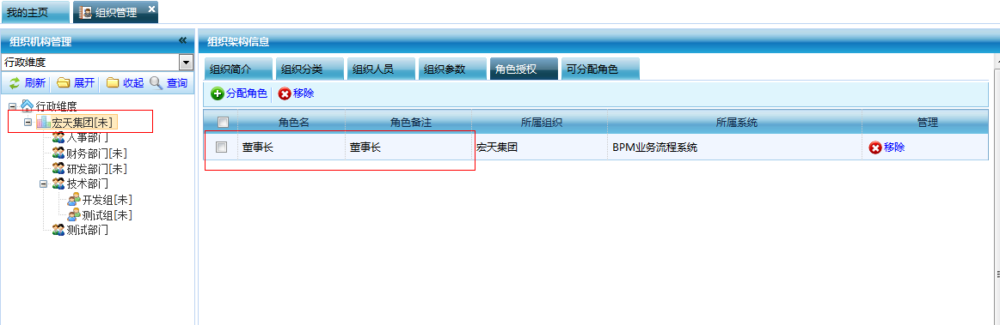 我的主页 组织管理
组织机构管理
行政维度
刷新 展开 收起 查询
行政维度
宏天集团[未]
人事部门
财务部门[未]
研发部门[未]
技术部门
开发组[未]
测试组[未]
测试部门
组织架构信息
组织简介 组织分类 组织人员 组织参数 角色授权 可分配角色
分配角色 移除
角色名 角色备注 所属组织 所属系统 管理
董事长 董事长 宏天集团 BPM业务流程系统 移除